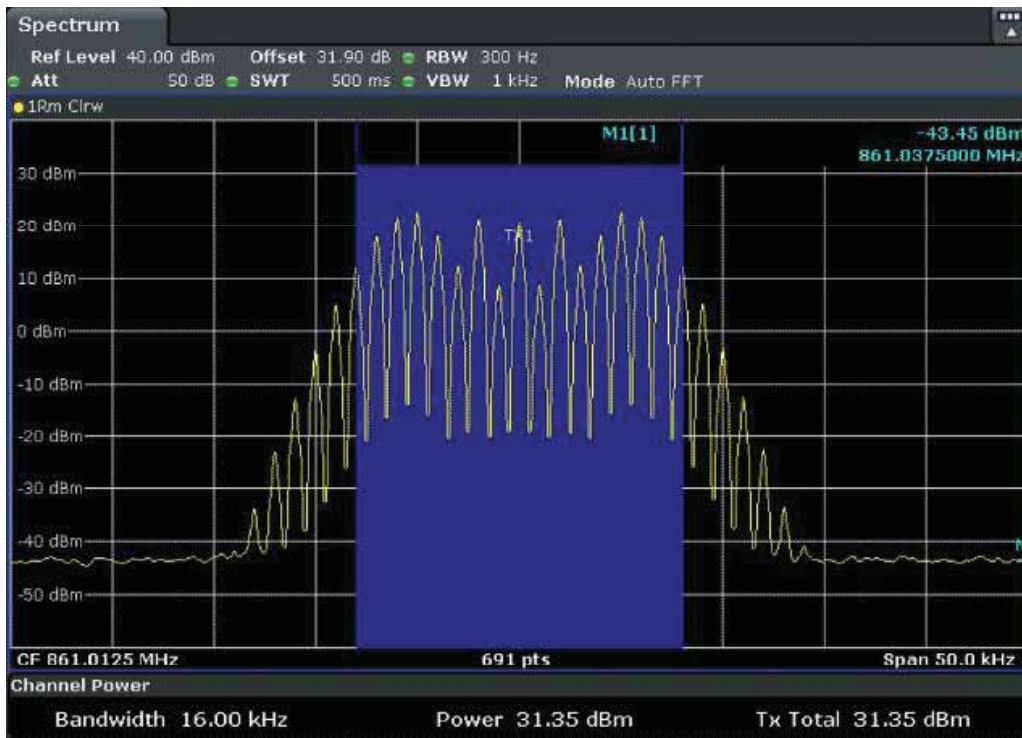 Spectrum
Ref Level 40.00 dBm Offset 31.90 dB RBW 300 Hz
Att 50 dB SWT 500 ms VBW 1 kHz Mode Auto FFT
1Rm Clrw
M1[1] -43.45 dBm
861.0375000 MHz
30 dBm
20 dBm
TX1
10 dBm
0 dBm
-10 dBm
-20 dBm
-30 dBm
-40 dBm
-50 dBm
CF 861.0125 MHz 691 pts Span 50.0 kHz
Channel Power
Bandwidth 16.00 kHz Power 31.35 dBm Tx Total 31.35 dBm